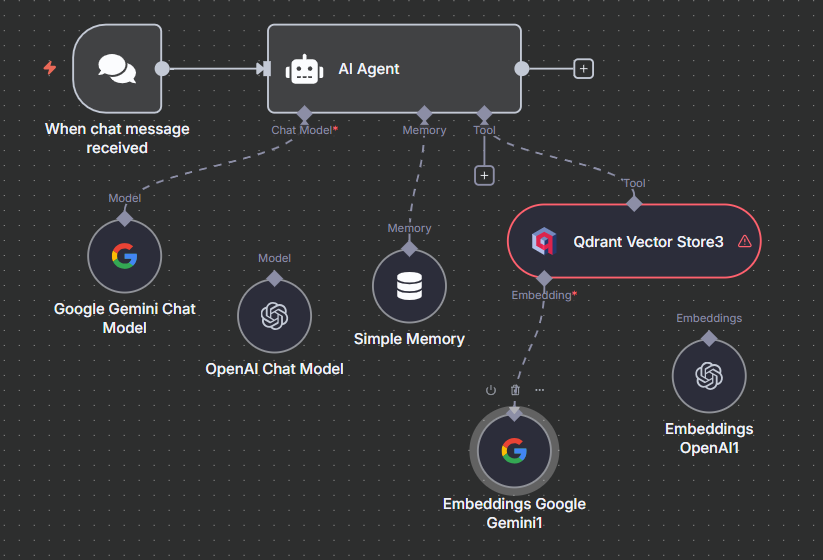 AI Agent
When chat message
received
Chat Model*
Memory
Tool
Model
Tool
Memory
Qdrant Vector Store3
Model
Google Gemini Chat
Model
Embedding*
Embeddings
Simple Memory
OpenAI Chat Model
Embeddings
OpenAI1
Embeddings Google
Gemini1